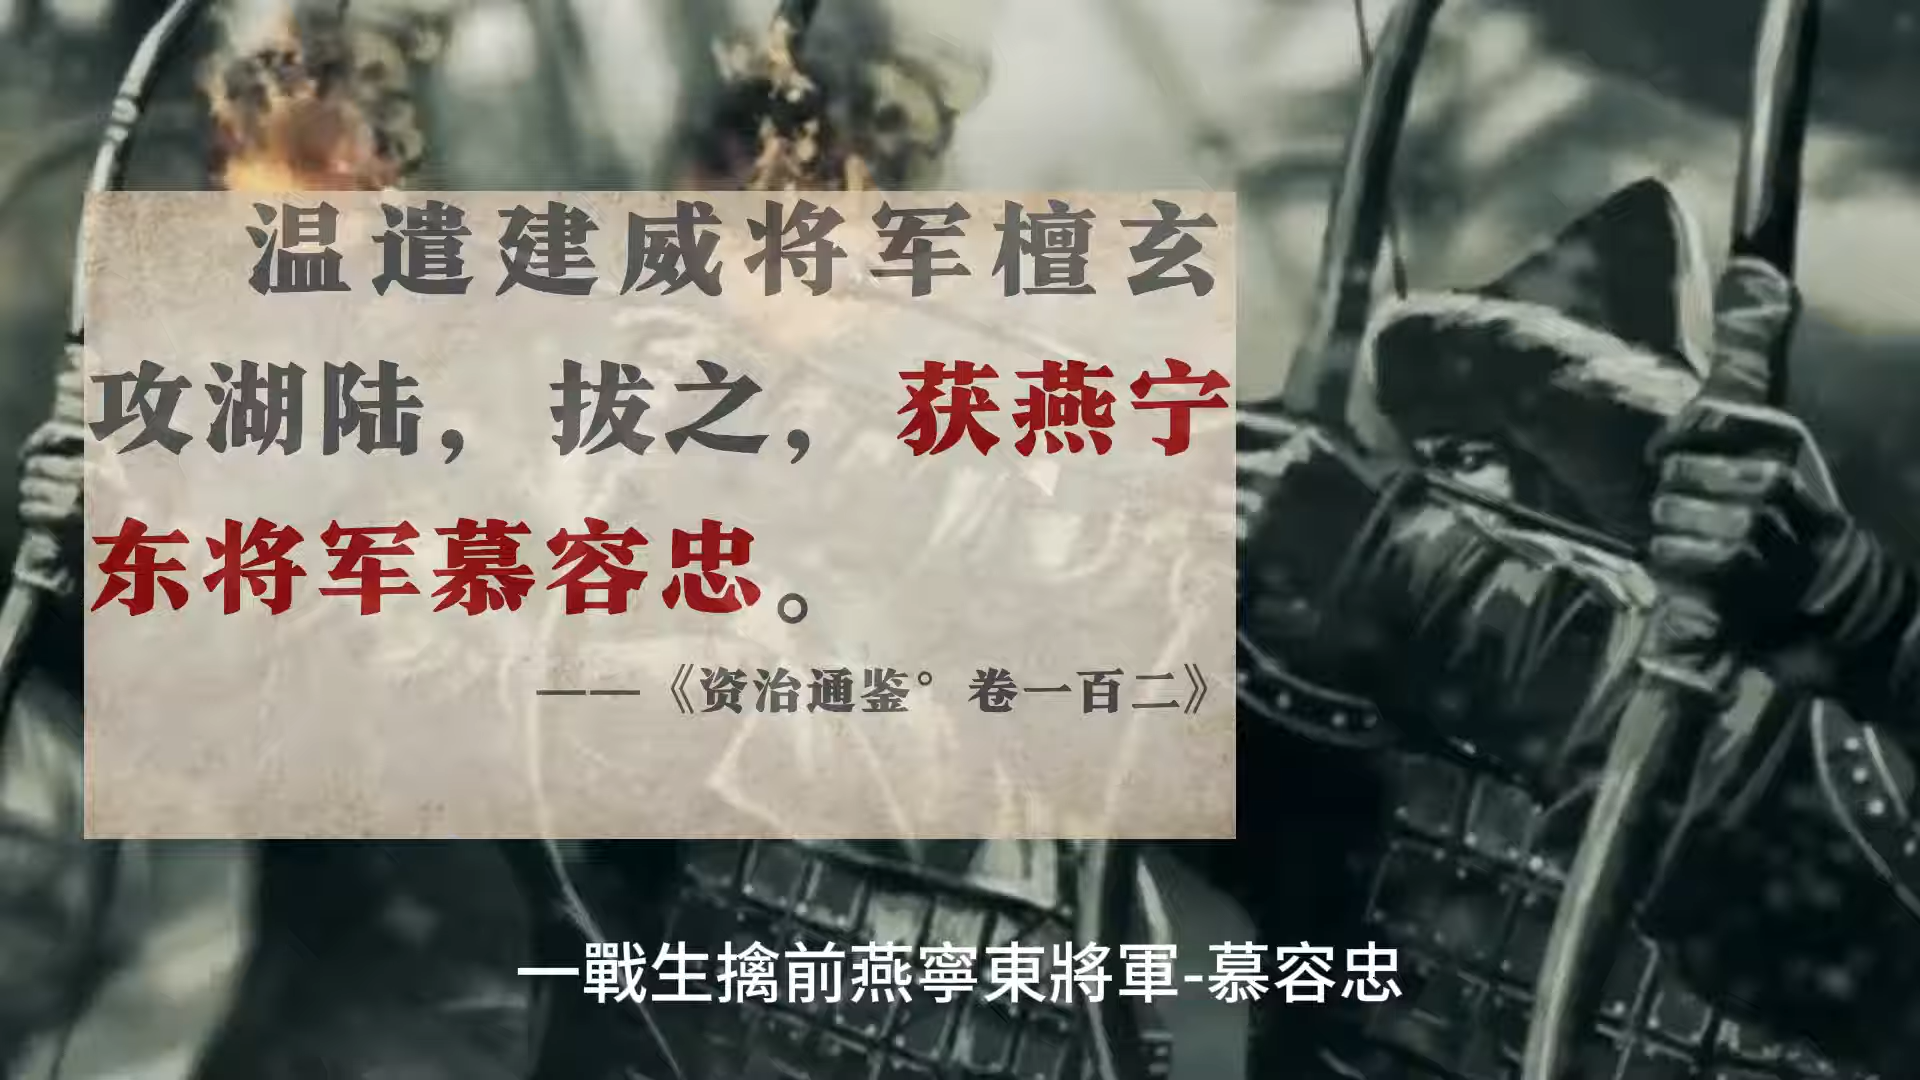 温遣建威将军檀玄
攻湖陆，拔之，获燕宁
东将军慕容忠。
——《资治通鉴°卷一百二》
一戰生擒前燕寧東將軍-慕容忠